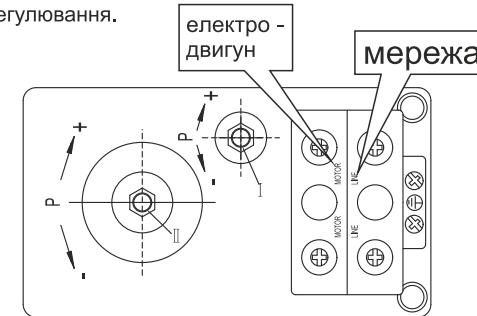 егулювання.
електро -
двигун
мережа
+
P
-
+
P
-
I
II
MOTOR
LINE
MOTOR
LINE